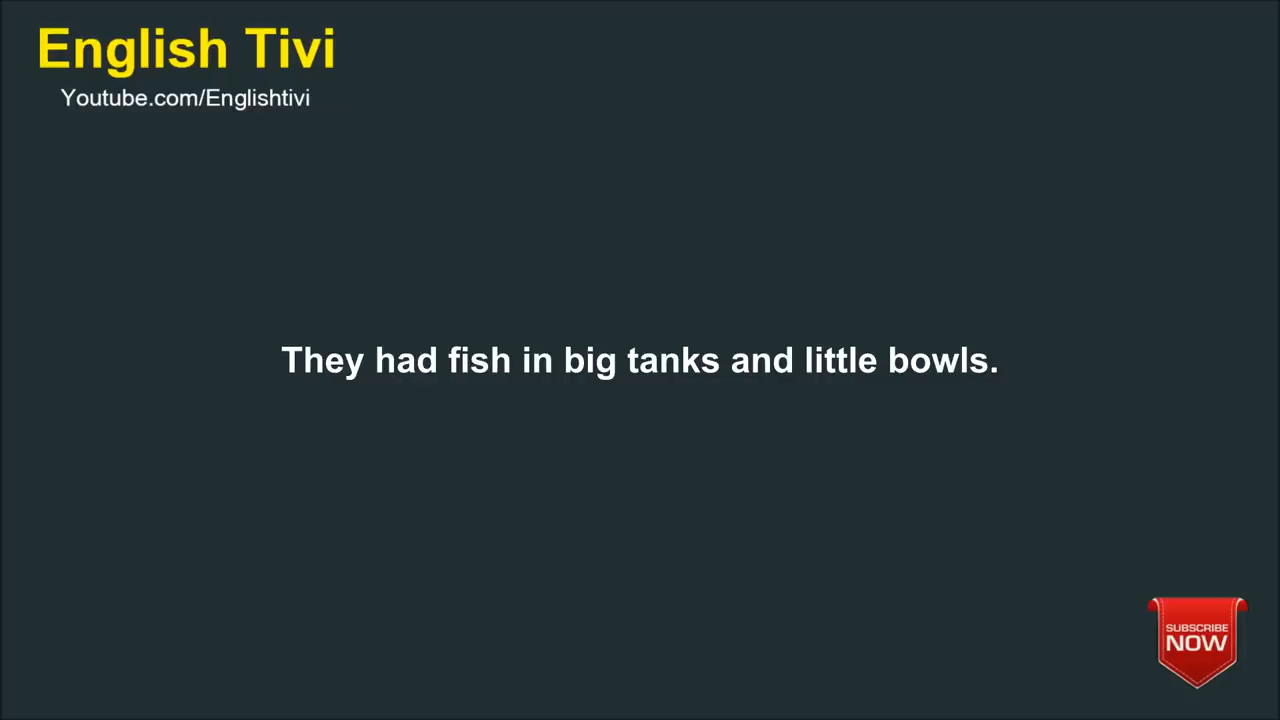 English Tivi
Youtube.com/Englishtivi
They had fish in big tanks and little bowls.
SUBSCRIBE
NOW